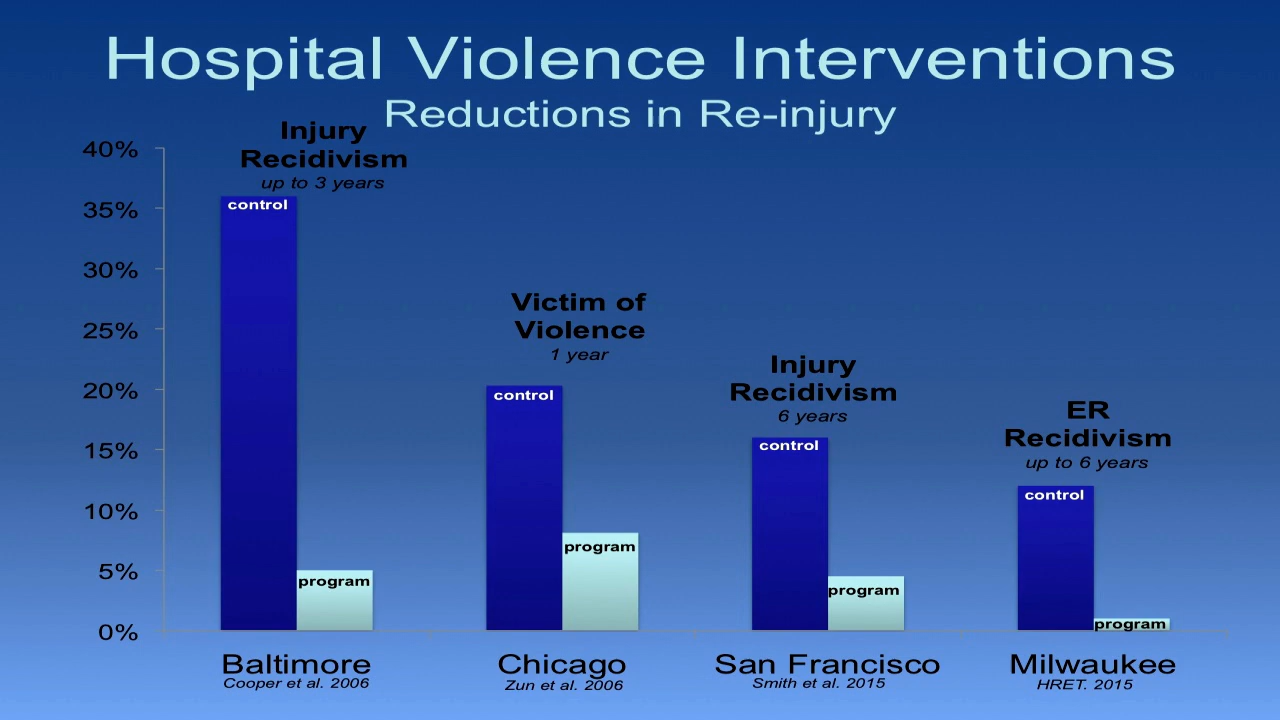 Hospital Violence Interventions
Reductions in Re-injury
40%
35%
30%
25%
20%
15%
10%
5%
0%
Injury
Recidivism
up to 3 years
control
program
Victim of
Violence
1 year
control
program
Injury
Recidivism
6 years
control
program
ER
Recidivism
up to 6 years
control
program
Baltimore
Cooper et al. 2006
Chicago
Zun et al. 2006
San Francisco
Smith et al. 2015
Milwaukee
HRET. 2015